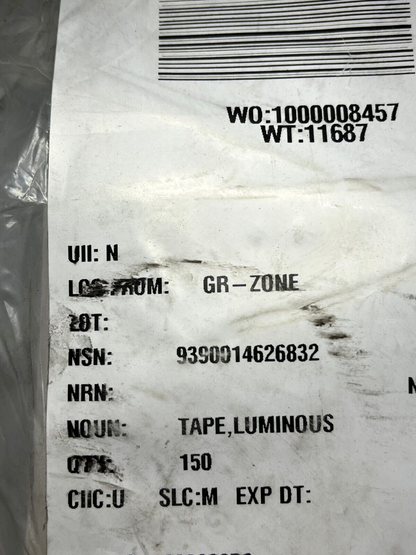 WO:1000008457
WT:11687
UII: N
LOC FROM: GR-ZONE
LOT:
NSN: 9390014626832
NRN:
N
NOUN: TAPE,LUMINOUS
QTY: 150
CIIC:U SLC:M EXP DT: